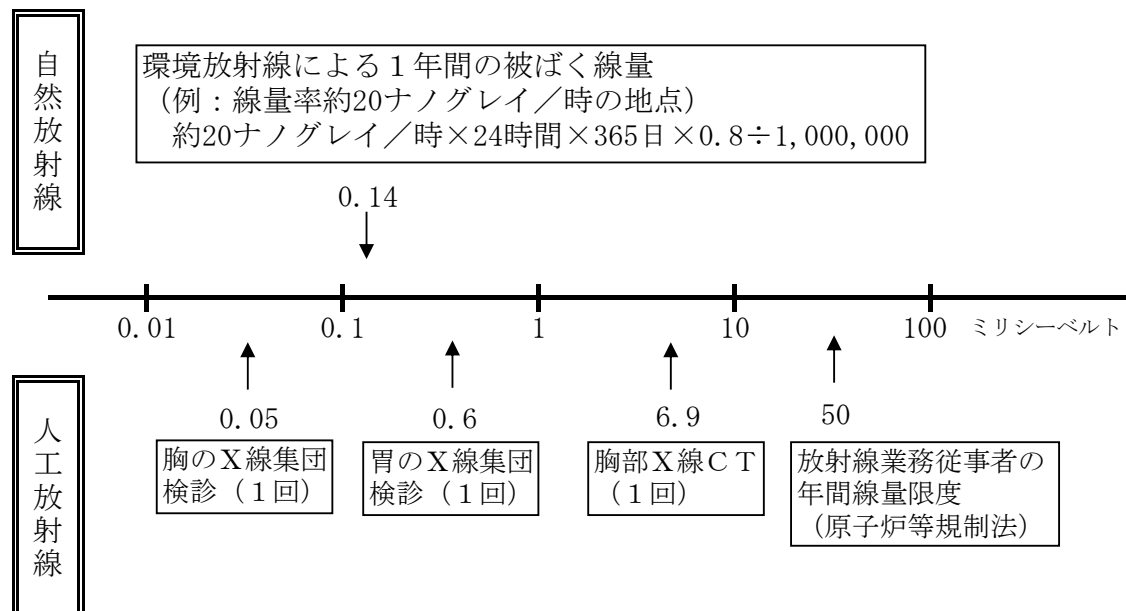 自然放射線
環境放射線による１年間の被ばく線量
（例：線量率約20ナノグレイ／時の地点）
約20ナノグレイ／時×24時間×365日×0.8÷1,000,000
0.14
0.01
0.1
1
10
100
ミリシーベルト
人工放射線
0.05
胸のＸ線集団
検診（１回）
0.6
胃のＸ線集団
検診（１回）
6.9
胸部Ｘ線ＣＴ
（１回）
50
放射線業務従事者の
年間線量限度
（原子炉等規制法）